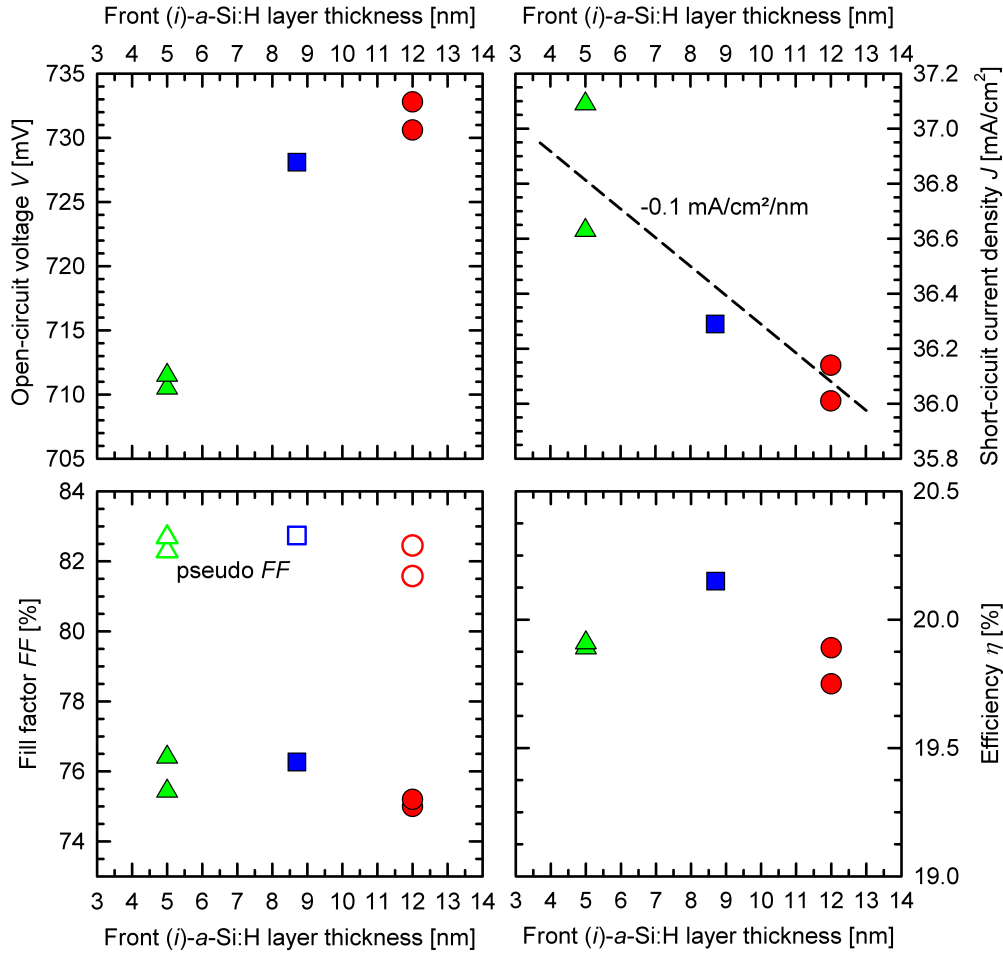 Front (i)-a-Si:H layer thickness [nm]
Front (i)-a-Si:H layer thickness [nm]
3 4 5 6 7 8 9 10 11 12 13 14
3 4 5 6 7 8 9 10 11 12 13 14
Open-circuit voltage V [mV]
735
730
725
720
715
710
705
-0.1 mA/cm²/nm
37.2
37.0
36.8
36.6
36.4
36.2
36.0
35.8
Short-cicuit current density J [mA/cm²]
Fill factor FF [%]
84
82
80
78
76
74
pseudo FF
20.5
20.0
19.5
19.0
Efficiency η [%]
3 4 5 6 7 8 9 10 11 12 13 14
3 4 5 6 7 8 9 10 11 12 13 14
Front (i)-a-Si:H layer thickness [nm]
Front (i)-a-Si:H layer thickness [nm]